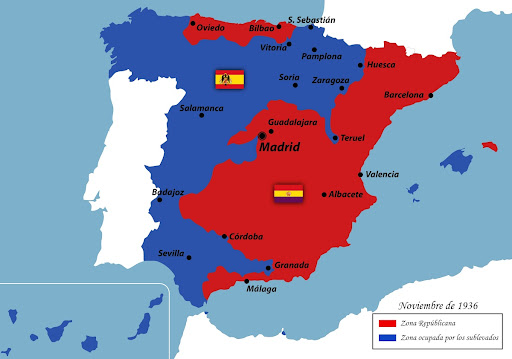 S. Sebastián
Oviedo
Bilbao
Vitoria
Pamplona
Huesca
Soria
Zaragoza
Barcelona
Salamanca
Guadalajara
Madrid
Teruel
Valencia
Badajoz
Albacete
Córdoba
Sevilla
Granada
Málaga
Noviembre de 1936
Zona Repúblicana
Zona ocupada por los sublevados